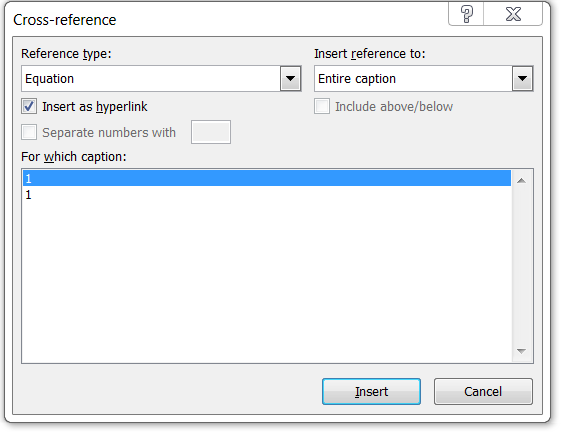 Cross-reference
Reference type:
Insert reference to:
Equation
Entire caption
Insert as hyperlink
Include above/below
Separate numbers with
For which caption:
1
1
Insert
Cancel